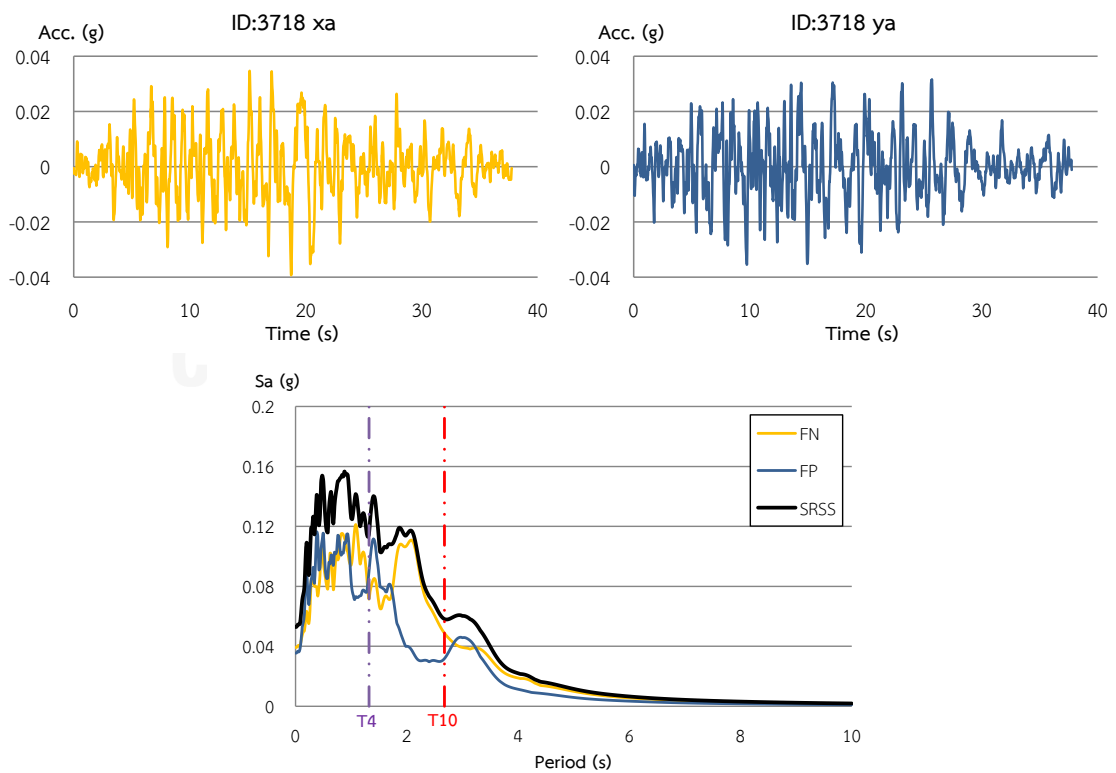 ID:3718 xa
Acc. (g)
0.04
0.02
0
-0.02
-0.04
0 10 20 30 40
Time (s)
ID:3718 ya
Acc. (g)
0.04
0.02
0
-0.02
-0.04
0 10 20 30 40
Time (s)
Sa (g)
0.2
0.16
0.12
0.08
0.04
0
FN
FP
SRSS
T4 T10
0 2 4 6 8 10
Period (s)